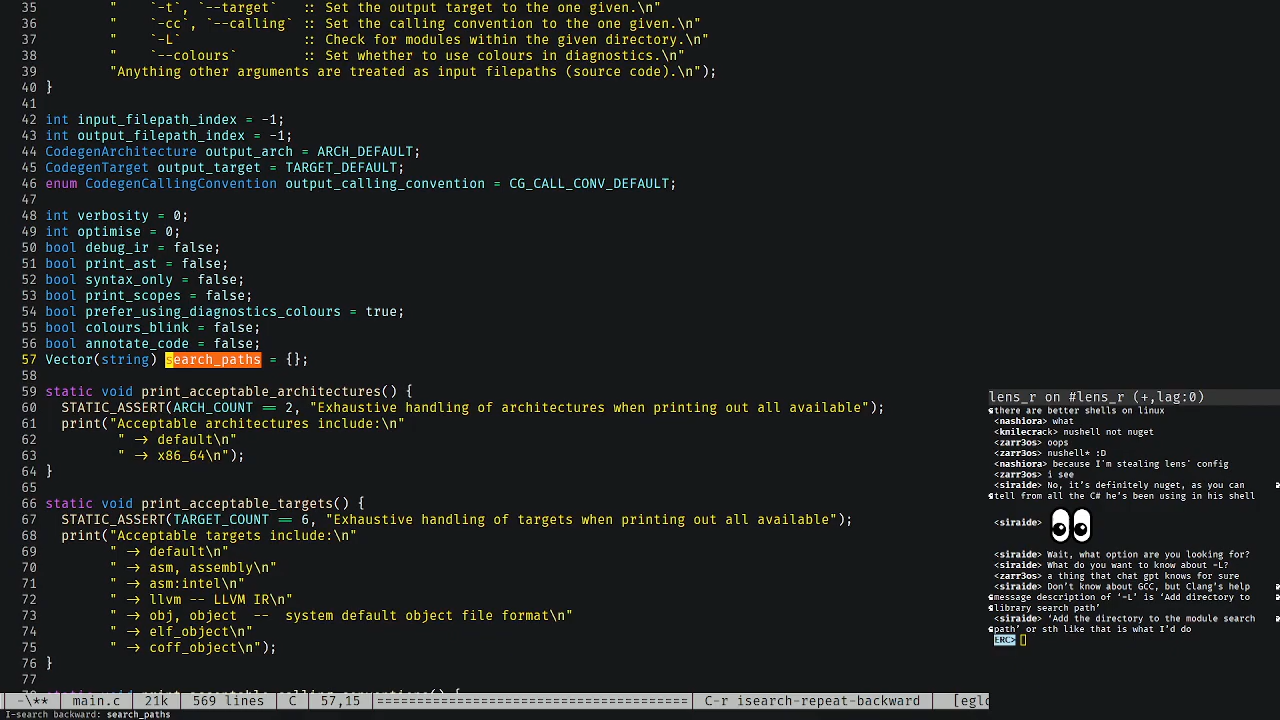 35         "    `-t`, `--target`    :: Set the output target to the one given.\n"
36         "    `-cc`, `--calling`  :: Set the calling convention to the one given.\n"
37         "    `-L`                :: Check for modules within the given directory.\n"
38         "    `--colours`         :: Set whether to use colours in diagnostics.\n"
39         "Anything other arguments are treated as input filepaths (source code).\n");
40 }
41
42 int input_filepath_index = -1;
43 int output_filepath_index = -1;
44 CodegenArchitecture output_arch = ARCH_DEFAULT;
45 CodegenTarget output_target = TARGET_DEFAULT;
46 enum CodegenCallingConvention output_calling_convention = CG_CALL_CONV_DEFAULT;
47
48 int verbosity = 0;
49 int optimise = 0;
50 bool debug_ir = false;
51 bool print_ast = false;
52 bool syntax_only = false;
53 bool print_scopes = false;
54 bool prefer_using_diagnostics_colours = true;
55 bool colours_blink = false;
56 bool annotate_code = false;
57 Vector(string) search_paths = {};
58
59 static void print_acceptable_architectures() {
60   STATIC_ASSERT(ARCH_COUNT == 2, "Exhaustive handling of architectures when printing out all available");
61   print("Acceptable architectures include:\n"
62          " -> default\n"
63          " -> x86_64\n");
64 }
65
66 static void print_acceptable_targets() {
67   STATIC_ASSERT(TARGET_COUNT == 6, "Exhaustive handling of targets when printing out all available");
68   print("Acceptable targets include:\n"
69         " -> default\n"
70         " -> asm, assembly\n"
71         " -> asm:intel\n"
72         " -> llvm -- LLVM IR\n"
73         " -> obj, object  --  system default object file format\n"
74         " -> elf_object\n"
75         " -> coff_object\n");
76 }
77
lens_r on #lens_r (+,lag:0)
there are better shells on linux
<nashiora> what
<knilecrack> nushell not nuget
<zarr3os> oops
<zarr3os> nushell* :D
<nashiora> because I'm stealing lens' config
<zarr3os> i see
<siraide> No, it's definitely nuget, as you can
tell from all the C# he's been using in his shell
<siraide>
<siraide> Wait, what option are you looking for?
<siraide> What do you want to know about -L?
<zarr3os> a thing that chat gpt knows for sure
<siraide> Don't know about GCC, but Clang's help
message description of '-L' is 'Add directory to
library search path'
<siraide> 'Add the directory to the module search
path' or sth like that is what I'd do
ERC>
-\** main.c 21k 569 lines C 57,15 ======================================= C-r isearch-repeat-backward [eglo
I-search backward: search_paths